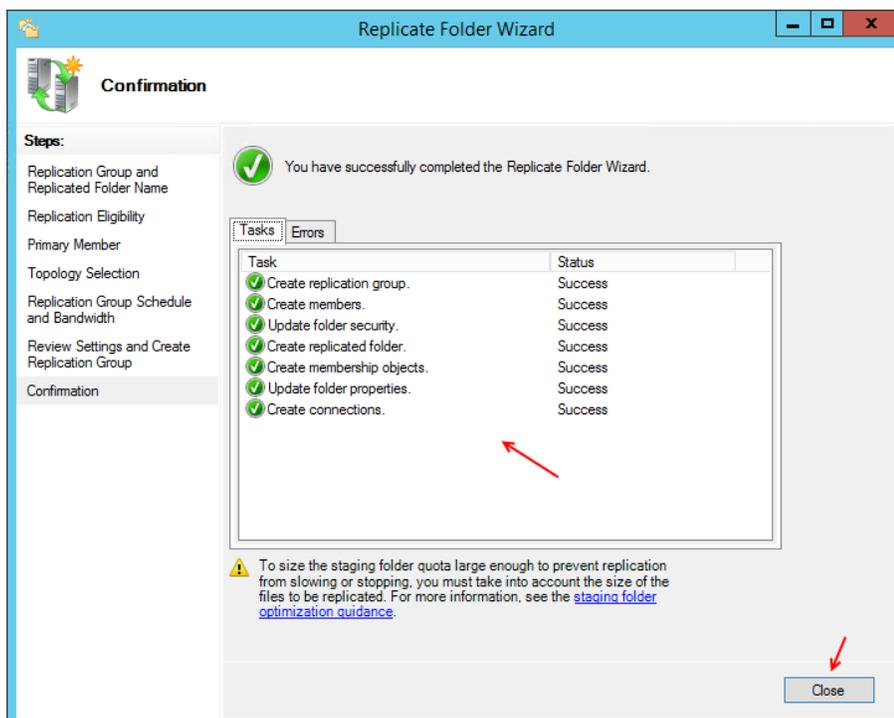 Replicate Folder Wizard
Confirmation
Steps:
Replication Group and
Replicated Folder Name
Replication Eligibility
Primary Member
Topology Selection
Replication Group Schedule
and Bandwidth
Review Settings and Create
Replication Group
Confirmation
You have successfully completed the Replicate Folder Wizard.
Tasks Errors
Task Status
Create replication group. Success
Create members. Success
Update folder security. Success
Create replicated folder. Success
Create membership objects. Success
Update folder properties. Success
Create connections. Success
To size the staging folder quota large enough to prevent replication
from slowing or stopping, you must take into account the size of the
files to be replicated. For more information, see the staging folder
optimization guidance.
Close